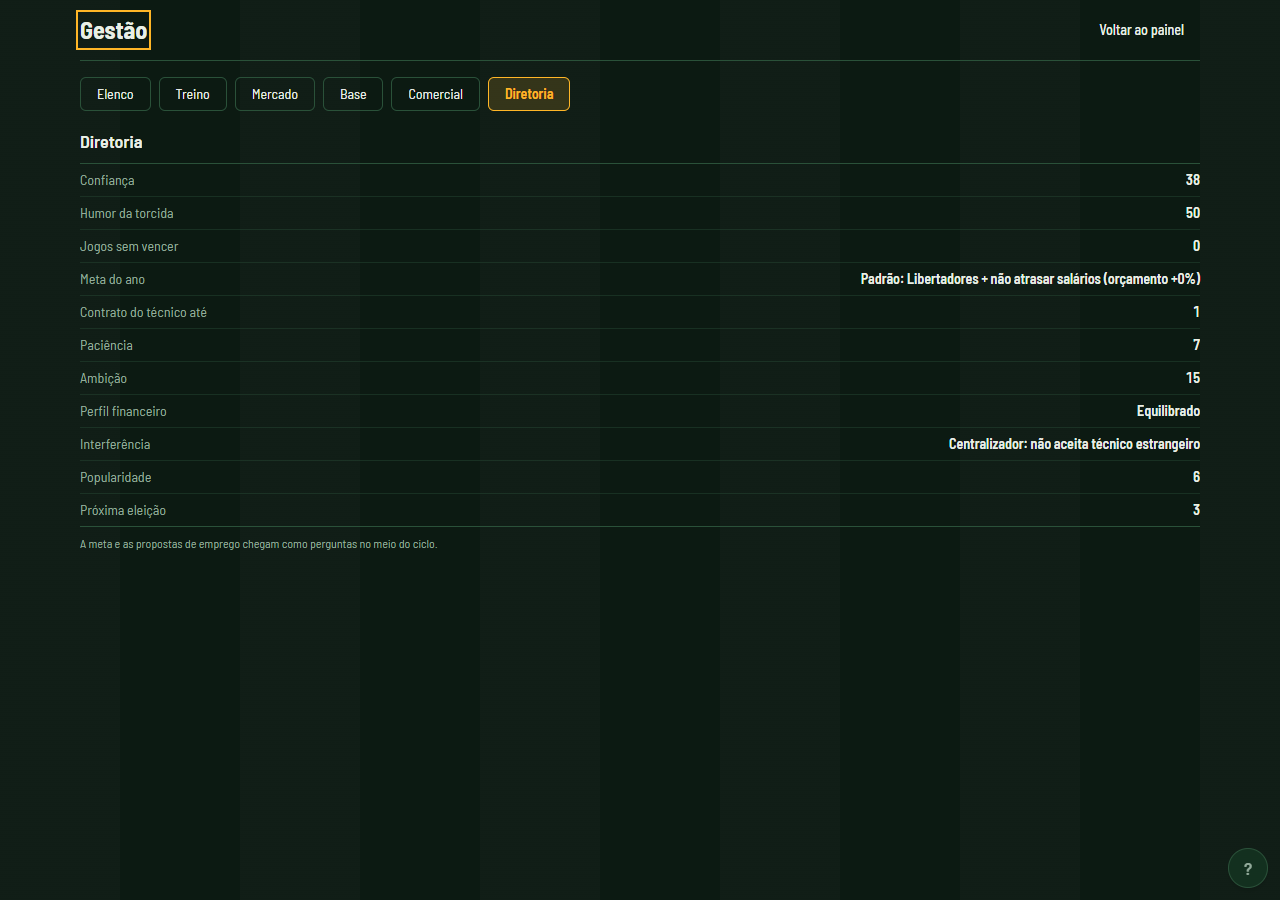 Gestão
Voltar ao painel
Elenco
Treino
Mercado
Base
Comercial
Diretoria
Diretoria
Confiança 38
Humor da torcida 50
Jogos sem vencer 0
Meta do ano Padrão: Libertadores + não atrasar salários (orçamento +0%)
Contrato do técnico até 1
Paciência 7
Ambição 15
Perfil financeiro Equilibrado
Interferência Centralizador: não aceita técnico estrangeiro
Popularidade 6
Próxima eleição 3
A meta e as propostas de emprego chegam como perguntas no meio do ciclo.
?